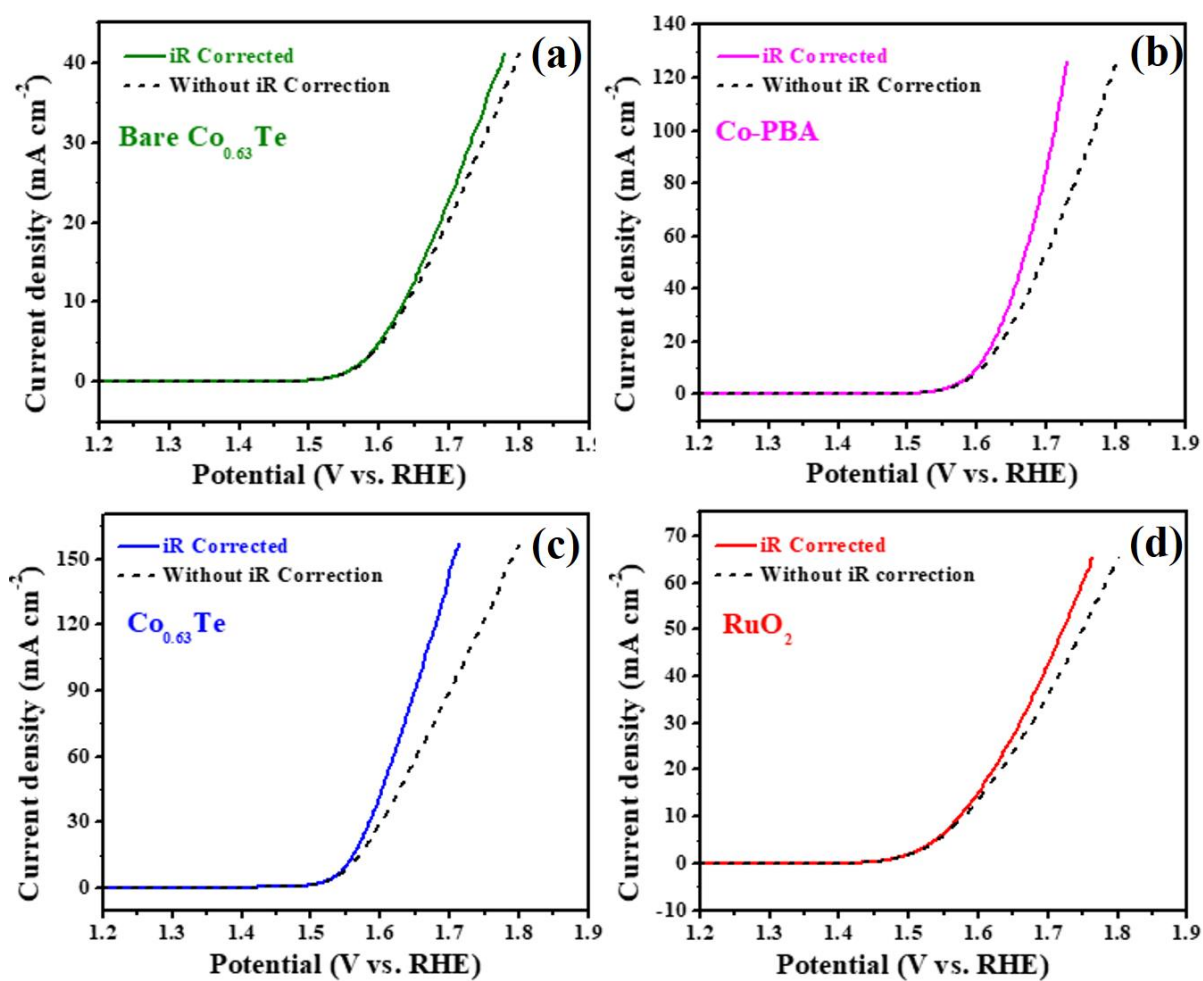 (a)
iR Corrected
Without iR Correction
Bare Co0.63Te
Current density (mA cm-2)
40
30
20
10
0
1.2 1.3 1.4 1.5 1.6 1.7 1.8 1.9
Potential (V vs. RHE)
(b)
iR Corrected
Without iR Correction
Co-PBA
Current density (mA cm-2)
140
120
100
80
60
40
20
0
1.2 1.3 1.4 1.5 1.6 1.7 1.8 1.9
Potential (V vs. RHE)
(c)
iR Corrected
Without iR Correction
Co0.63Te
Current density (mA cm-2)
150
120
90
60
30
0
1.2 1.3 1.4 1.5 1.6 1.7 1.8 1.9
Potential (V vs. RHE)
(d)
iR Corrected
Without iR correction
RuO2
Current density (mA cm-2)
70
60
50
40
30
20
10
0
-10
1.2 1.3 1.4 1.5 1.6 1.7 1.8 1.9
Potential (V vs. RHE)